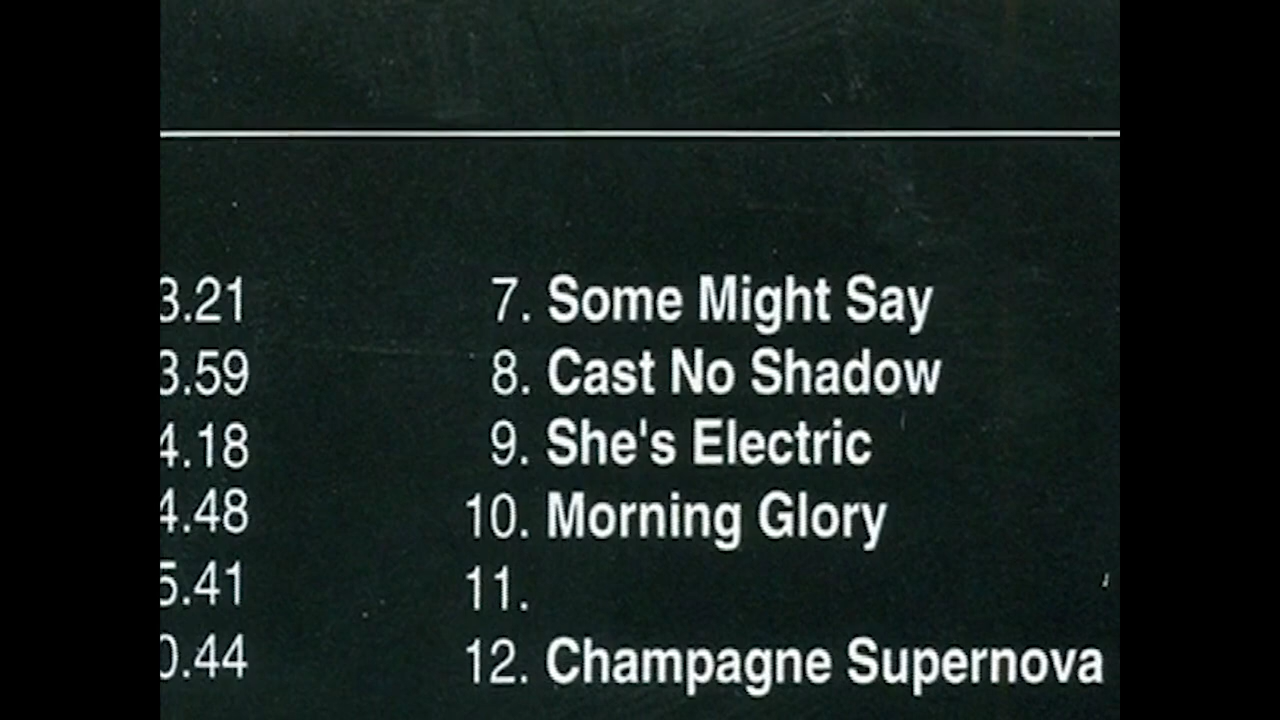 3.21 7. Some Might Say
3.59 8. Cast No Shadow
4.18 9. She's Electric
4.48 10. Morning Glory
5.41 11.
0.44 12. Champagne Supernova